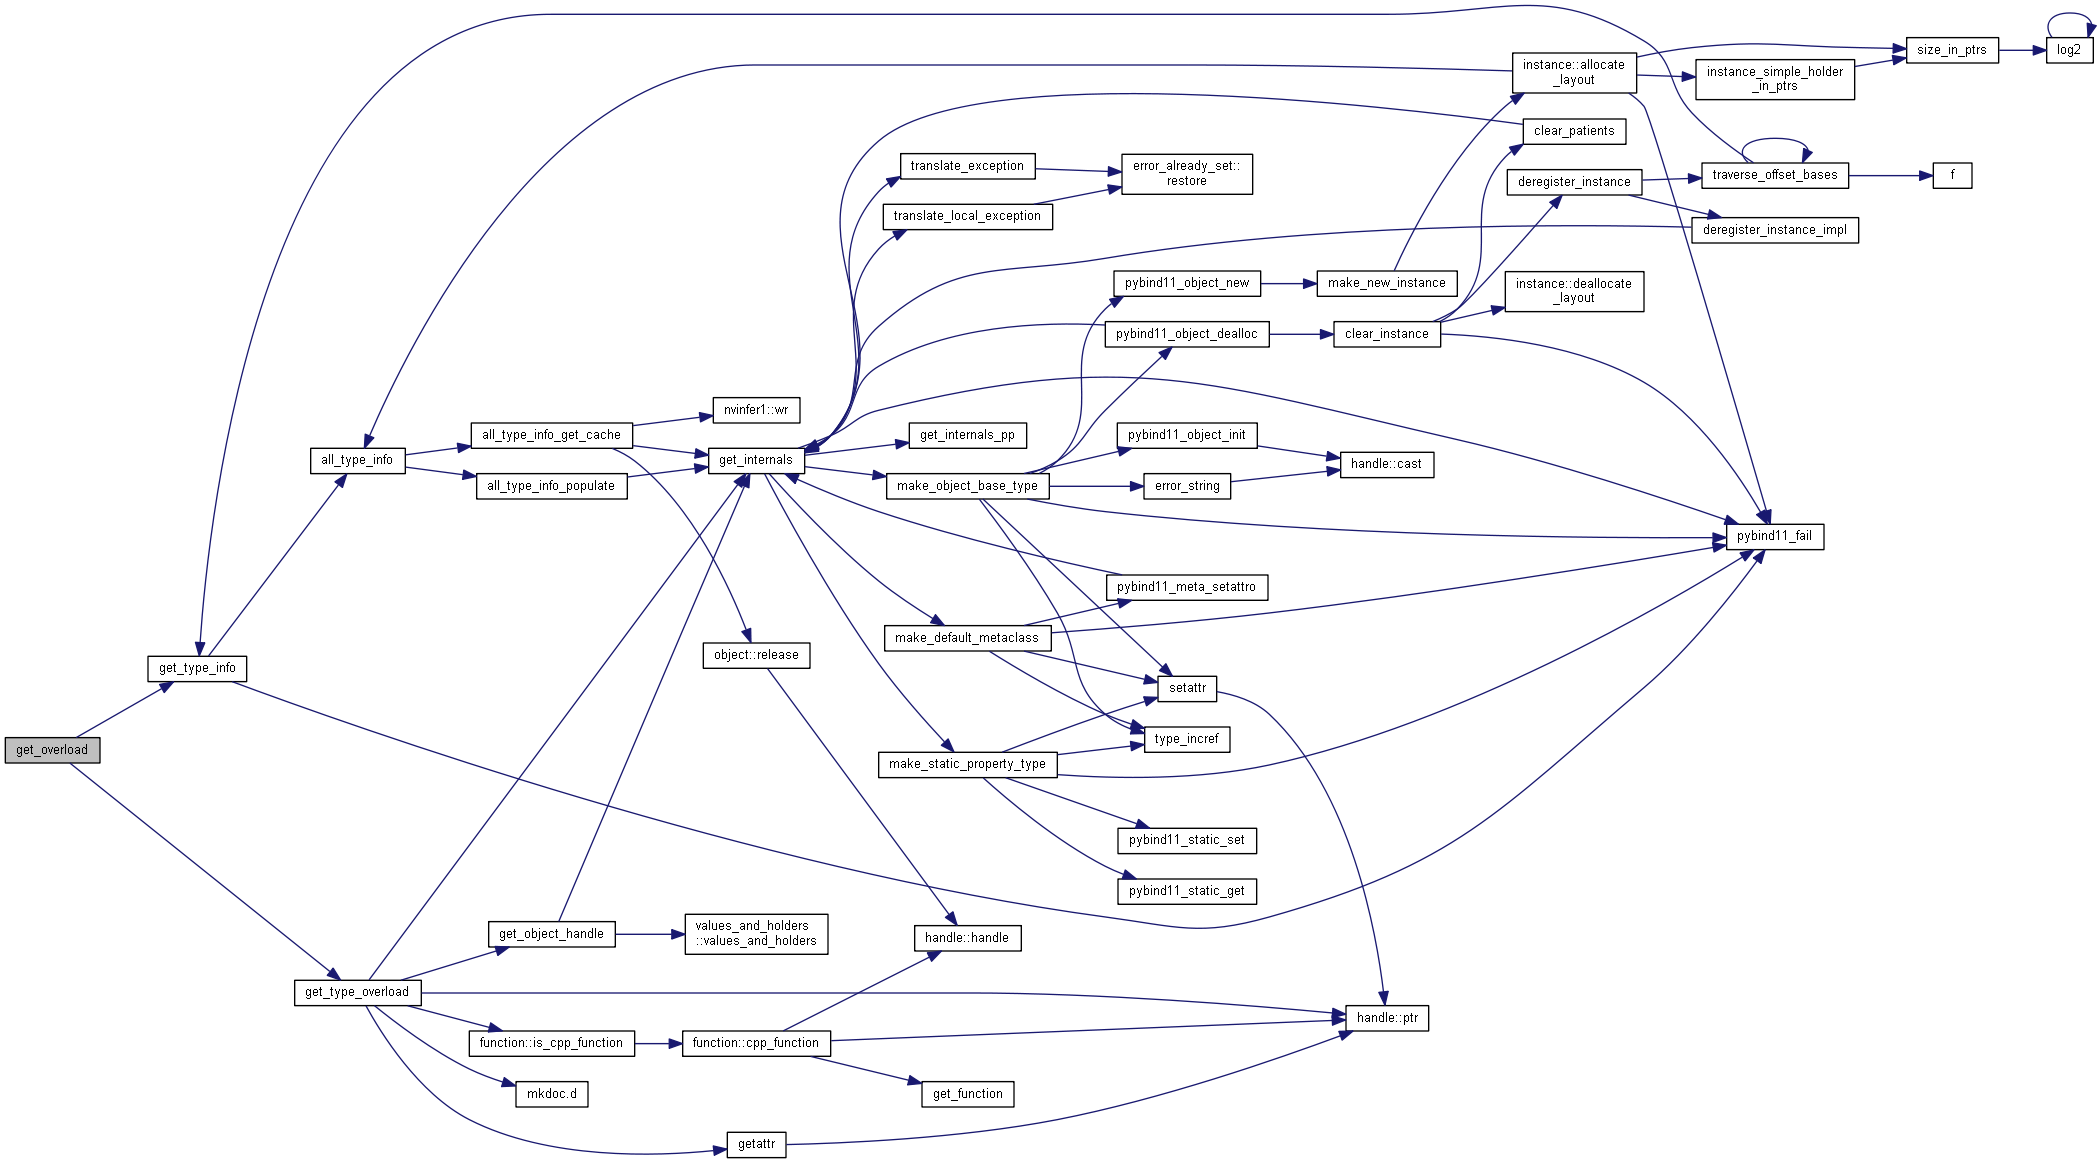 get_overload
get_type_info
get_type_overload
all_type_info
all_type_info_get_cache
all_type_info_populate
nvinfer1::wr
get_internals
object::release
get_object_handle
values_and_holders
::values_and_holders
function::is_cpp_function
function::cpp_function
mkdoc.d
getattr
translate_exception
translate_local_exception
error_already_set::
restore
get_internals_pp
make_object_base_type
make_default_metaclass
make_static_property_type
handle::handle
get_function
pybind11_object_new
pybind11_object_dealloc
pybind11_object_init
error_string
pybind11_meta_setattro
setattr
type_incref
pybind11_static_set
pybind11_static_get
make_new_instance
clear_instance
handle::cast
handle::ptr
instance::allocate
_layout
clear_patients
deregister_instance
instance::deallocate
_layout
instance_simple_holder
_in_ptrs
traverse_offset_bases
deregister_instance_impl
pybind11_fail
size_in_ptrs
f
log2